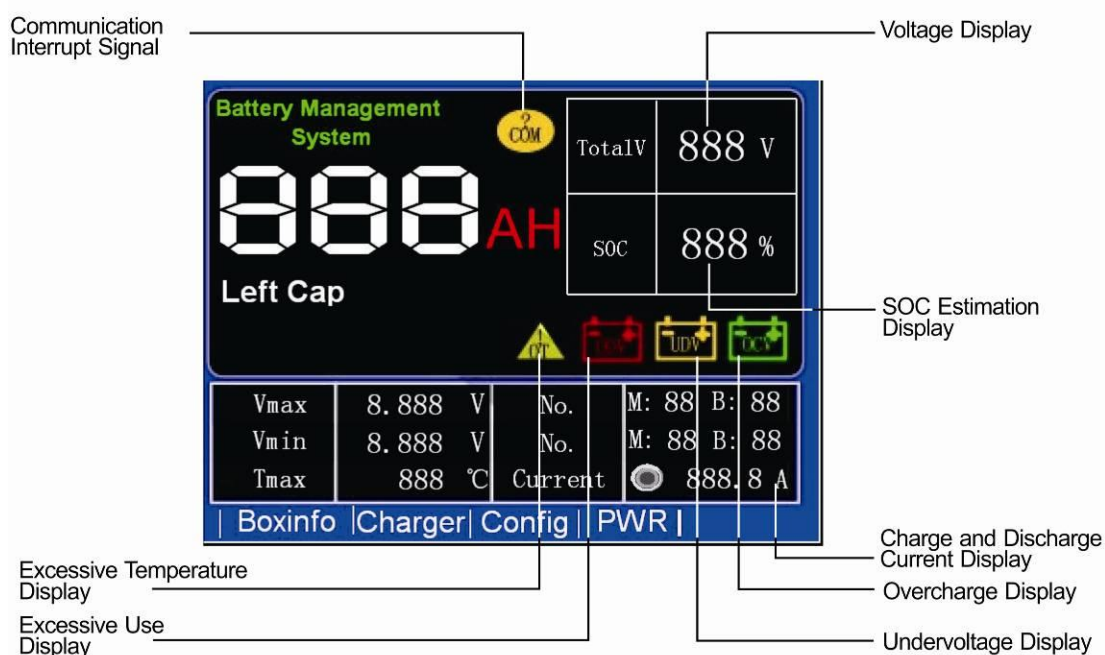 Communication
Interrupt Signal
Voltage Display
Battery Management
System
?
COM
TotalV
888 V
888
AH
SOC
888 %
Left Cap
SOC Estimation
Display
!
OT
UDV
OCV
Vmax 8.888 V No. M: 88 B: 88
Vmin 8.888 V No. M: 88 B: 88
Tmax 888 ℃ Current 888.8 A
| Boxinfo |Charger| Config | PWR |
Charge and Discharge
Current Display
Excessive Temperature
Display
Overcharge Display
Excessive Use
Display
Undervoltage Display